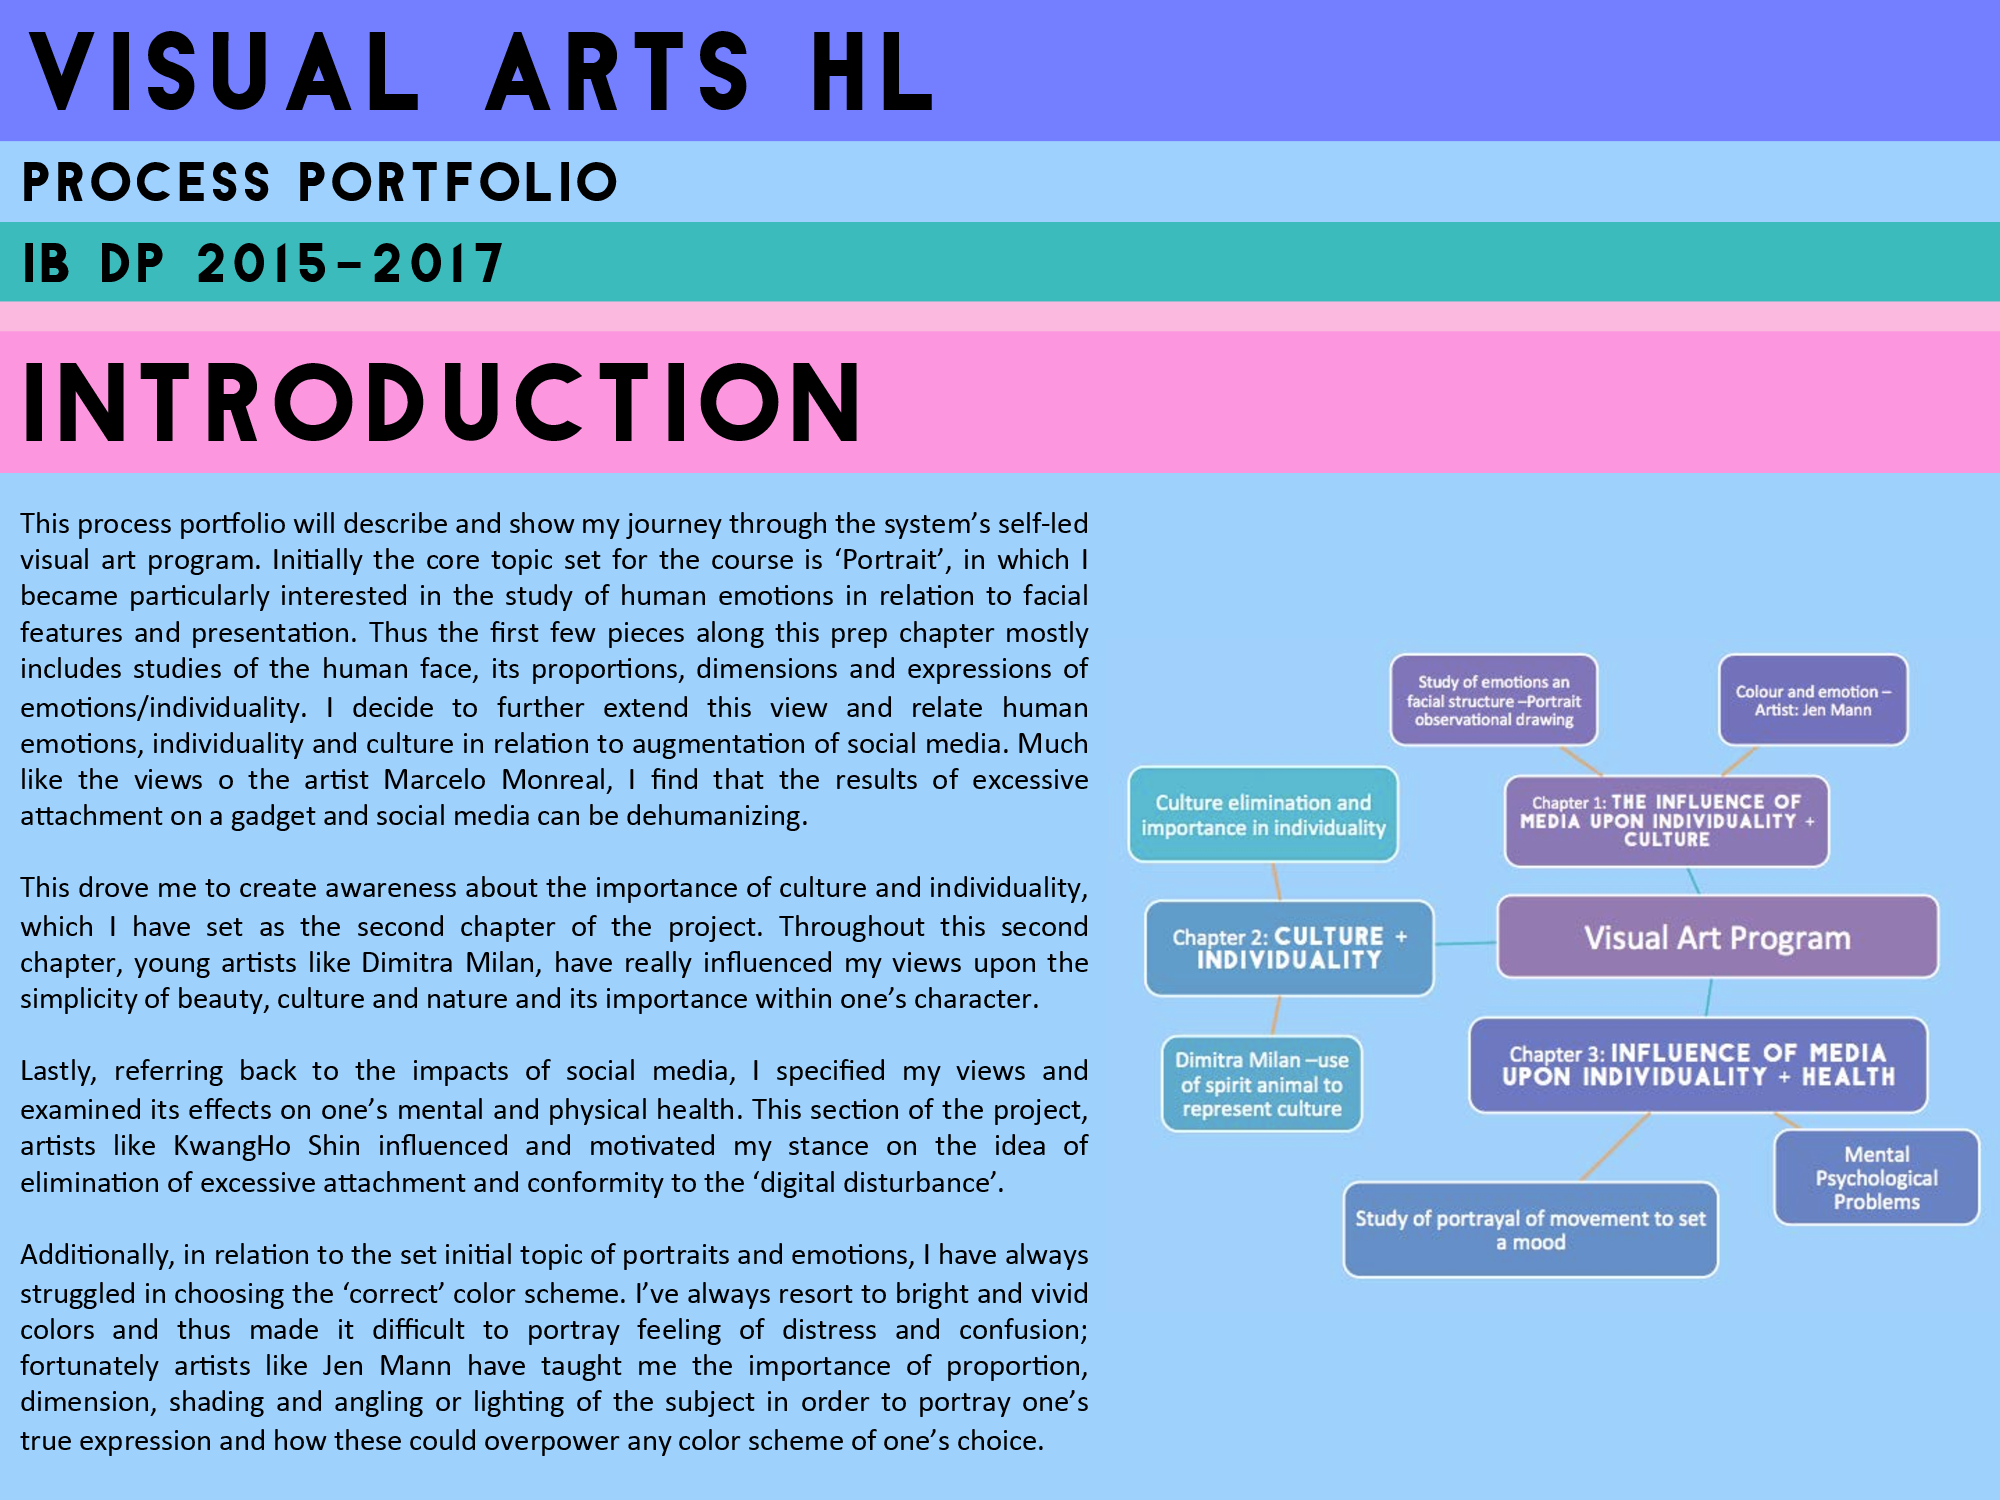 VISUAL ARTS HL
PROCESS PORTFOLIO
IB DP 2015-2017
INTRODUCTION
This process portfolio will describe and show my journey through the system’s self-led
visual art program. Initially the core topic set for the course is ‘Portrait’, in which I
became particularly interested in the study of human emotions in relation to facial
features and presentation. Thus the first few pieces along this prep chapter mostly
includes studies of the human face, its proportions, dimensions and expressions of
emotions/individuality. I decide to further extend this view and relate human
emotions, individuality and culture in relation to augmentation of social media. Much
like the views o the artist Marcelo Monreal, I find that the results of excessive
attachment on a gadget and social media can be dehumanizing.
This drove me to create awareness about the importance of culture and individuality,
which I have set as the second chapter of the project. Throughout this second
chapter, young artists like Dimitra Milan, have really influenced my views upon the
simplicity of beauty, culture and nature and its importance within one’s character.
Lastly, referring back to the impacts of social media, I specified my views and
examined its effects on one’s mental and physical health. This section of the project,
artists like KwangHo Shin influenced and motivated my stance on the idea of
elimination of excessive attachment and conformity to the ‘digital disturbance’.
Additionally, in relation to the set initial topic of portraits and emotions, I have always
struggled in choosing the ‘correct’ color scheme. I’ve always resort to bright and vivid
colors and thus made it difficult to portray feeling of distress and confusion;
fortunately artists like Jen Mann have taught me the importance of proportion,
dimension, shading and angling or lighting of the subject in order to portray one’s
true expression and how these could overpower any color scheme of one’s choice.
Study of emotions an
facial structure –Portrait
observational drawing
Colour and emotion –
Artist: Jen Mann
Culture elimination and
importance in individuality
Chapter 1: THE INFLUENCE OF
MEDIA UPON INDIVIDUALITY +
CULTURE
Chapter 2: CULTURE +
INDIVIDUALITY
Visual Art Program
Dimitra Milan –use
of spirit animal to
represent culture
Chapter 3: INFLUENCE OF MEDIA
UPON INDIVIDUALITY + HEALTH
Mental
Psychological
Problems
Study of portrayal of movement to set
a mood